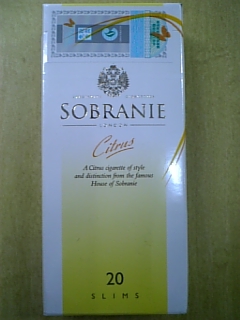 SOBRANIE
LONDON
Citrus
A Citrus cigarette of style
and distinction from the famous
House of Sobranie
20
SLIMS